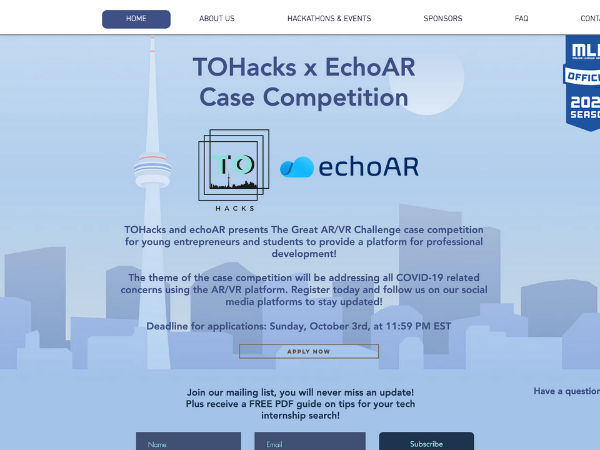 HOME
ABOUT US
HACKATHONS & EVENTS
SPONSORS
FAQ
TOHacks x EchoAR
Case Competition
MLH
OFFICI
SEASO
TO
HACKS
echoAR
TOHacks and echoAR presents The Great AR/VR Challenge case competition
for young entrepreneurs and students to provide a platform for professional
development!
The theme of the case competition will be addressing all COVID-19 related
concerns using the AR/VR platform. Register today and follow us on our social
media platforms to stay updated!
Deadline for applications: Sunday, October 3rd, at 11:59 PM EST
APPLY NOW
Join our mailing list, you will never miss an update!
Plus receive a FREE PDF guide on tips for your tech
internship search!
Have a question
Name
Email
Subscribe